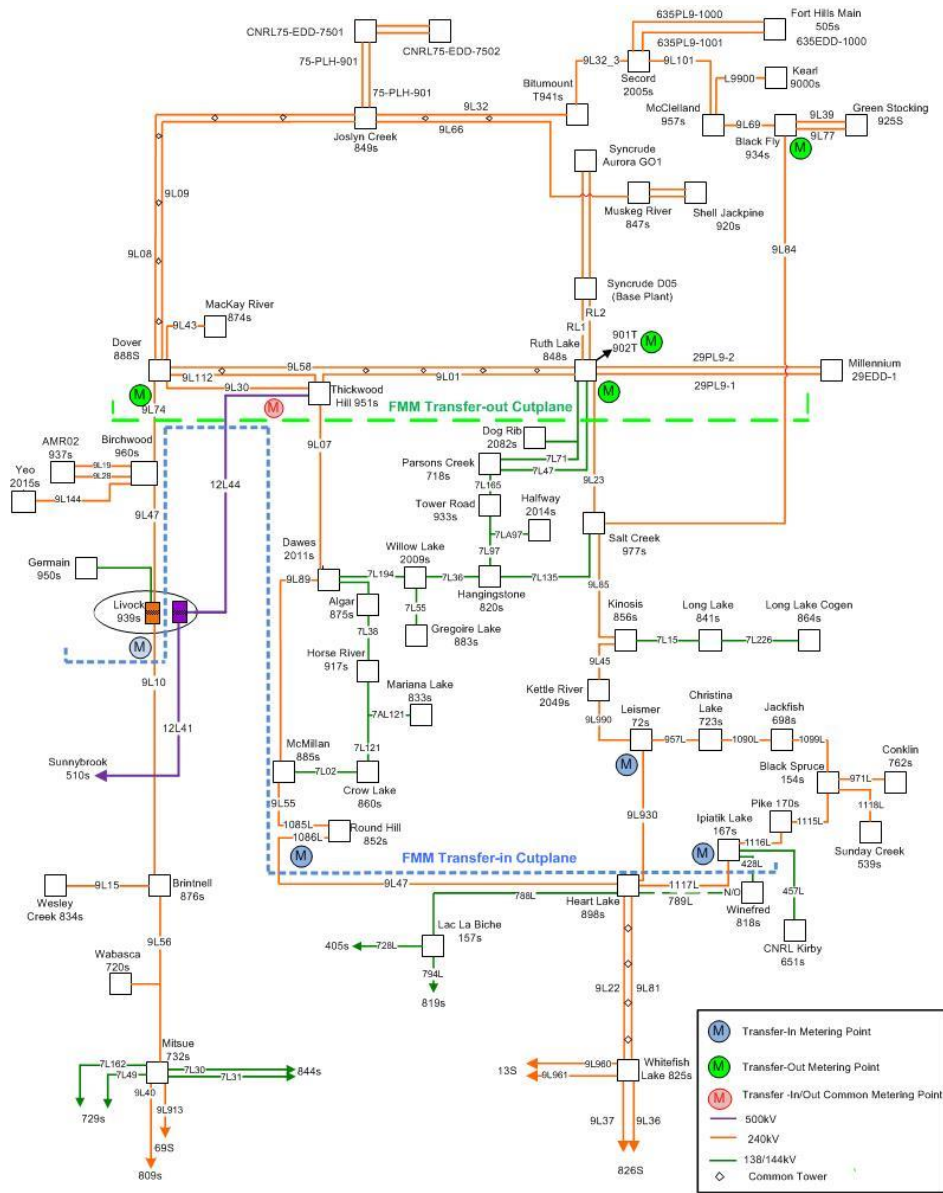 CNRL75-EDD-7501
CNRL75-EDD-7502
75-PLH-901
75-PLH-901
635PL9-1000
635PL9-1001
Fort Hills Main
505s
635EDD-1000
9L32_3
Secord
2005s
9L101
L9900
Kearl
9000s
Bitumount
T941s
McClelland
957s
9L69
Black Fly
934s
M
9L39
9L77
Green Stocking
925S
9L32
9L66
Joslyn Creek
849s
Syncrude
Aurora GO1
Muskeg River
847s
Shell Jackpine
920s
9L09
9L08
9L84
MacKay River
874s
9L43
Syncrude D05
(Base Plant)
RL1
RL2
Dover
888S
Ruth Lake
848s
901T
902T
M
9L58
9L112
9L30
9L01
29PL9-2
29PL9-1
Millennium
29EDD-1
M
9L74
M
Thickwood
Hill 951s
M
FMM Transfer-out Cutplane
AMR02
937s
Birchwood
960s
9L19
9L28
Yeo
2015s
9L144
12L44
9L07
Dog Rib
2082s
7L71
7L47
Parsons Creek
718s
7L165
Tower Road
933s
Halfway
2014s
7LA97
7L97
9L23
Salt Creek
977s
9L47
Germain
950s
Livock
939s
M
Dawes
2011s
9L89
7L194
Willow Lake
2009s
7L36
Hangingstone
820s
7L135
Algar
875s
7L55
Gregoire Lake
883s
7L38
Horse River
917s
Mariana Lake
833s
7AL121
7L121
9L85
Kinosis
856s
7L15
Long Lake
841s
7L226
Long Lake Cogen
864s
9L45
Kettle River
2049s
9L990
Leismer
72s
M
957L
Christina
Lake
723s
1090L
Jackfish
698s
1099L
Black Spruce
154s
971L
Conklin
762s
1118L
Sunday Creek
539s
9L10
12L41
Sunnybrook
510s
McMillan
885s
7L02
Crow Lake
860s
9L55
1085L
1086L
Round Hill
852s
M
9L930
Pike 170s
1115L
Ipiatik Lake
167s
1116L
M
428L
457L
FMM Transfer-in Cutplane
9L47
Heart Lake
898s
1117L
789L
N/O
Winefred
818s
CNRL Kirby
651s
788L
Lac La Biche
157s
405s
728L
794L
819s
Wesley
Creek 834s
9L15
Brintnell
876s
9L56
Wabasca
720s
9L22
9L81
Mitsue
732s
7L162
7L49
7L30
7L31
844s
729s
9L40
9L913
69S
809s
13S
9L960
9L961
Whitefish
Lake 825s
9L37
9L36
826S
M
Transfer-In Metering Point
M
Transfer-Out Metering Point
M
Transfer -In/Out Common Metering Point
500kV
240kV
138/144kV
Common Tower